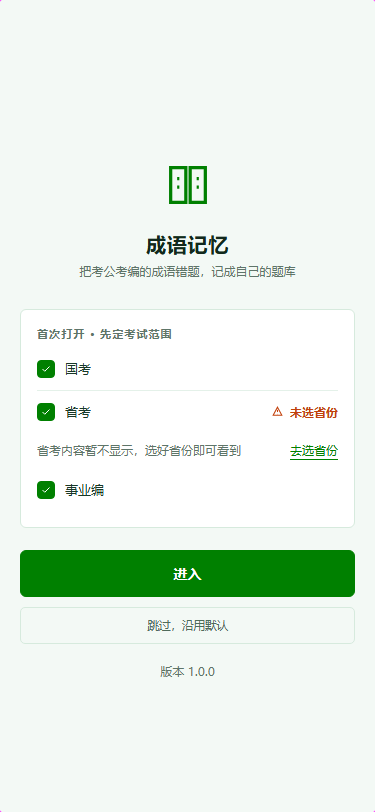 成语记忆
把考公考编的成语错题，记成自己的题库
首次打开 • 先定考试范围
国考
省考 未选省份
省考内容暂不显示，选好省份即可看到 去选省份
事业编
进入
跳过，沿用默认
版本 1.0.0